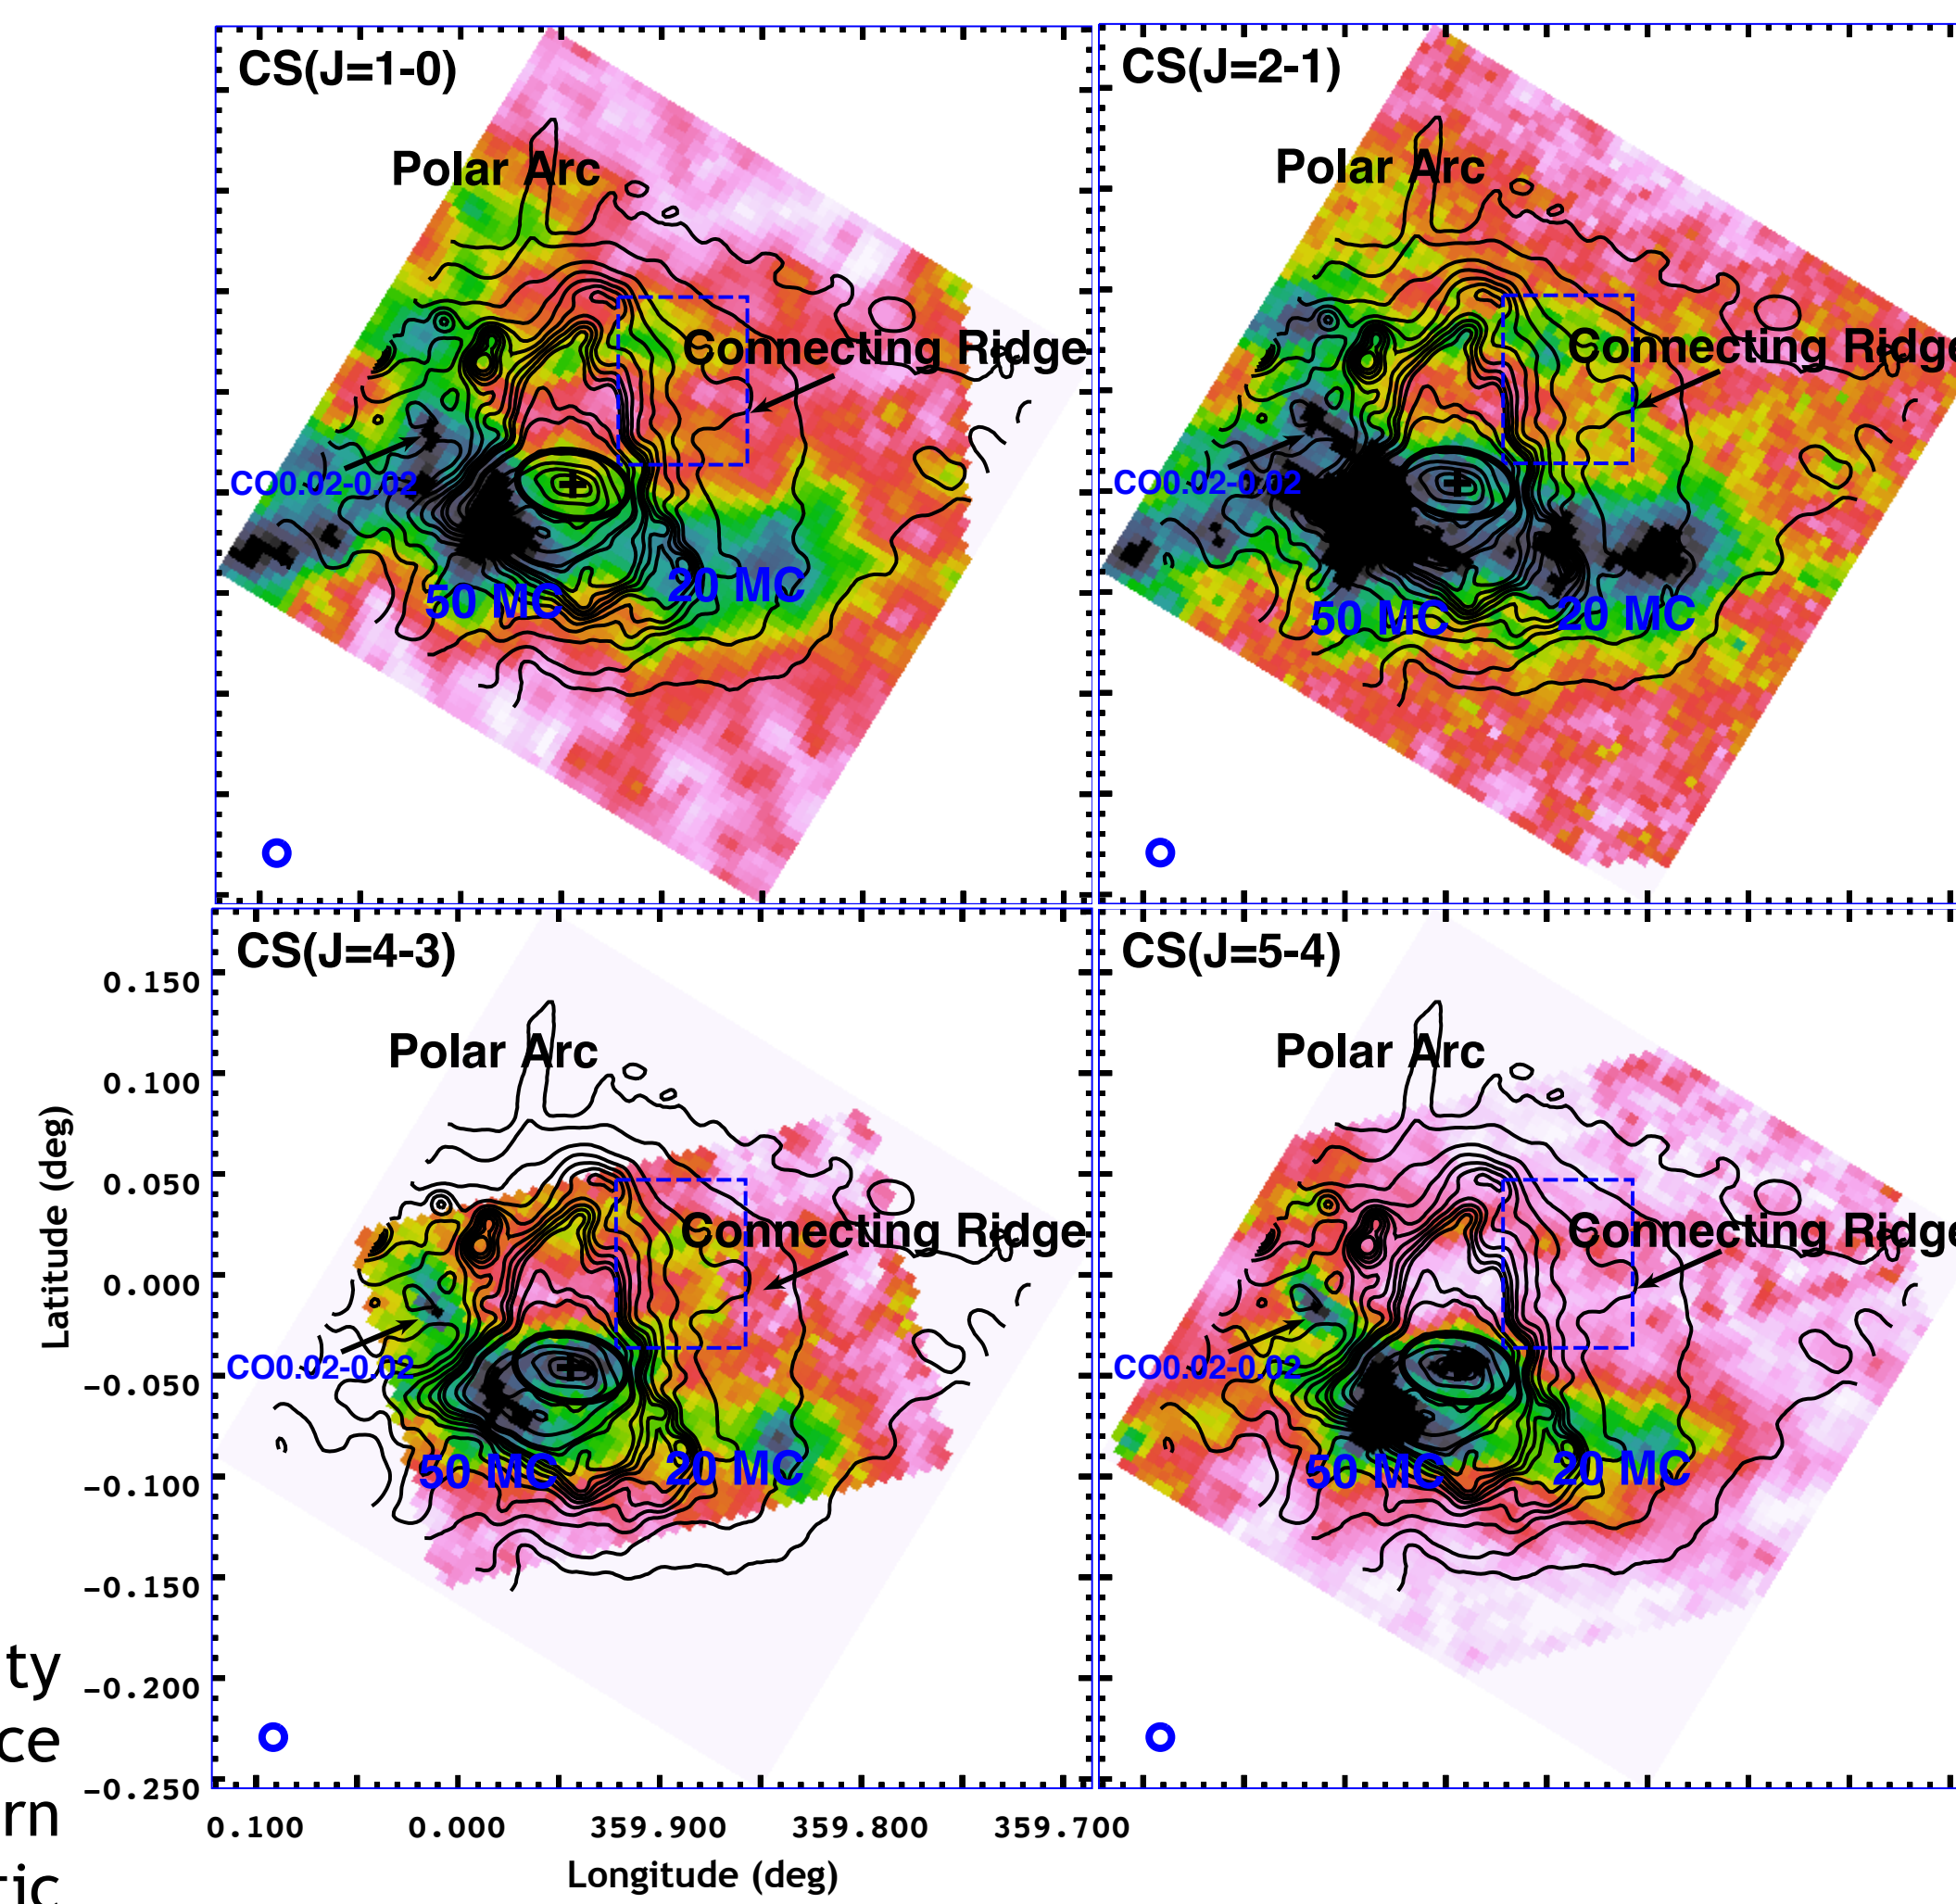 CS(J=1-0)
Polar Arc
Connecting Ridge
CO0.02-0.02
50 MC
20 MC
CS(J=2-1)
Polar Arc
Connecting Ridge
CO0.02-0.02
50 MC
20 MC
CS(J=4-3)
Polar Arc
Connecting Ridge
CO0.02-0.02
50 MC
20 MC
CS(J=5-4)
Polar Arc
Connecting Ridge
CO0.02-0.02
50 MC
20 MC
Latitude (deg)
0.150
0.100
0.050
0.000
-0.050
-0.100
-0.150
-0.200
-0.250
0.100 0.000 359.900 359.800 359.700
Longitude (deg)
ty
ce
rn
tic